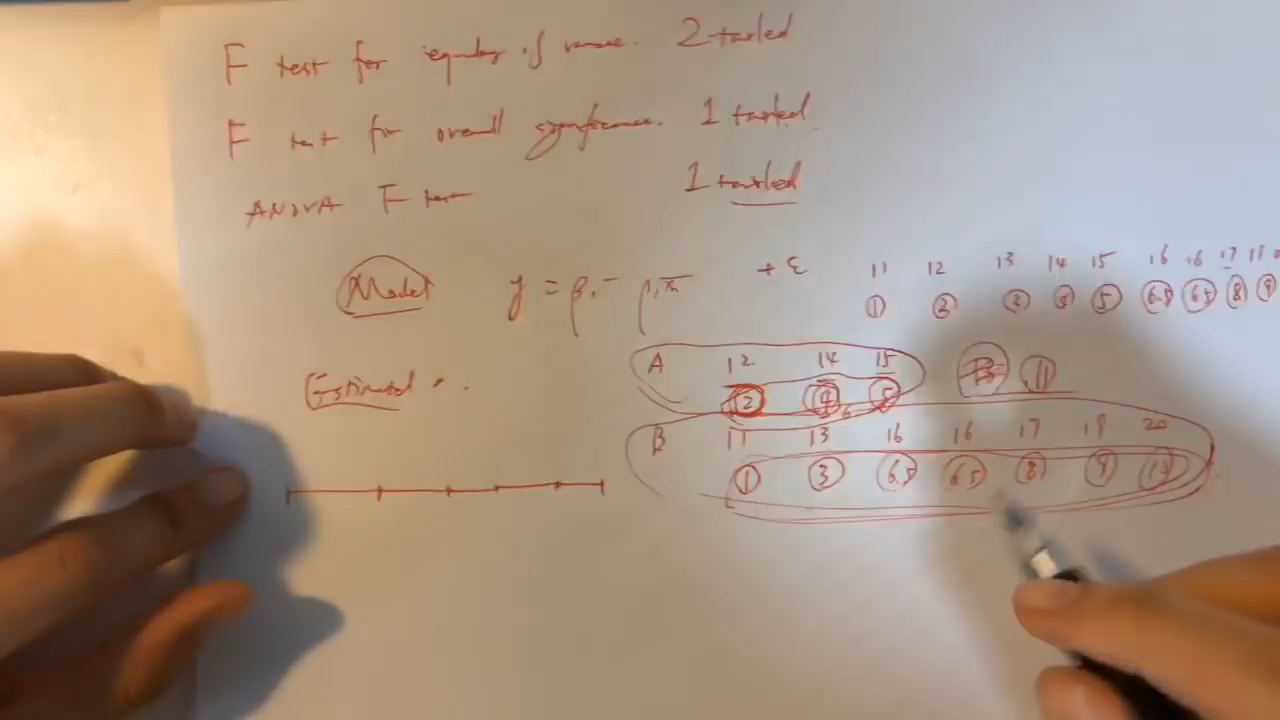 F test for equality of variance. 2 tailed
F test for overall significance. 1 tailed.
ANOVA F test 1 tailed
Model y = β₀ - β₁x₁ + ε
11 12 13 14 15 16 16 17 18
1 2 3 4 5 6.5 6.5 8 9
Estimated
A 12 14 15
2 4 5 11
B 11 13 16 16 17 18 20
1 3 6.5 6.5 8 9 10